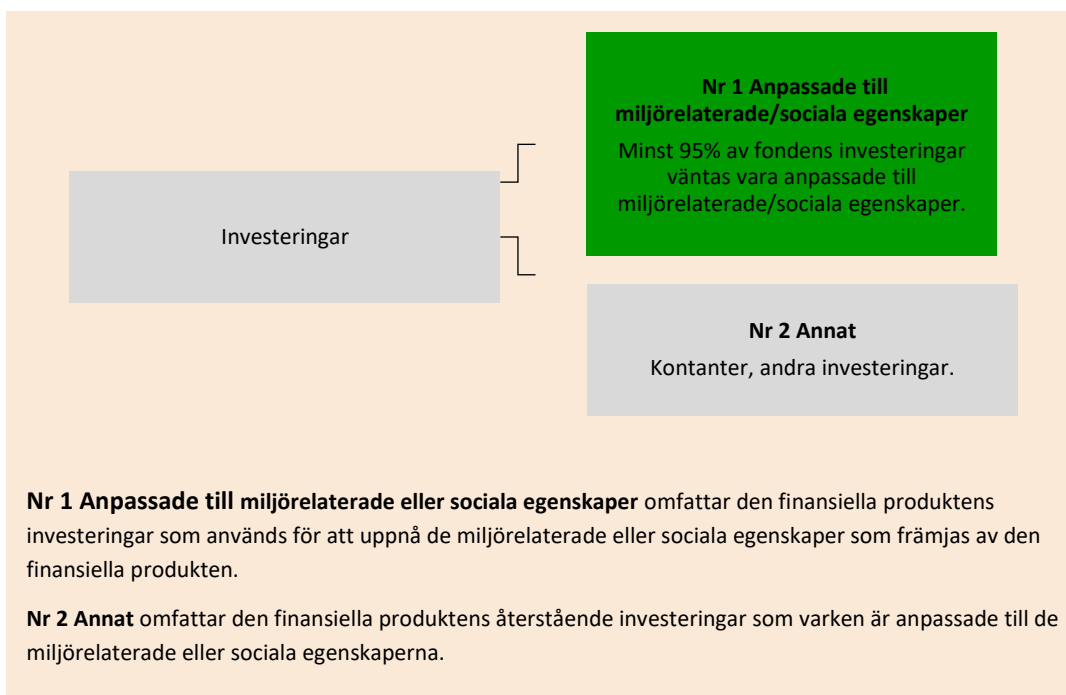 Nr 1 Anpassade till
miljörelaterade/sociala egenskaper
Minst 95% av fondens investeringar
väntas vara anpassade till
miljörelaterade/sociala egenskaper.
Investeringar
Nr 2 Annat
Kontanter, andra investeringar.
Nr 1 Anpassade till miljörelaterade eller sociala egenskaper omfattar den finansiella produktens
investeringar som används för att uppnå de miljörelaterade eller sociala egenskaper som främjas av den
finansiella produkten.
Nr 2 Annat omfattar den finansiella produktens återstående investeringar som varken är anpassade till de
miljörelaterade eller sociala egenskaperna.